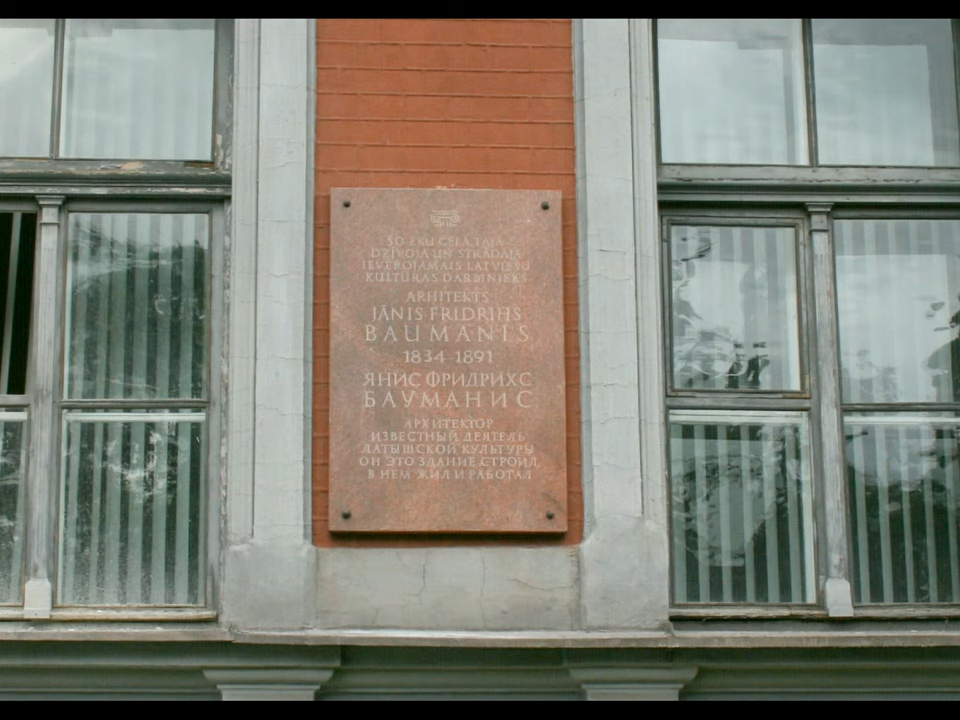 ŠO ĒKU CĒLA, TAJĀ
DZĪVOJA UN STRĀDĀJA
IEVĒROJAMAIS LATVIEŠU
KULTŪRAS DARBINIEKS
ARHITEKTS
JĀNIS FRĪDRIHS
BAUMANIS
1834-1891
ЯНИС ФРИДРИХС
БАУМАНИС
АРХИТЕКТОР
ИЗВЕСТНЫЙ ДЕЯТЕЛЬ
ЛАТЫШСКОЙ КУЛЬТУРЫ
ОН ЭТО ЗДАНИЕ СТРОИЛ,
В НЕМ ЖИЛ И РАБОТАЛ